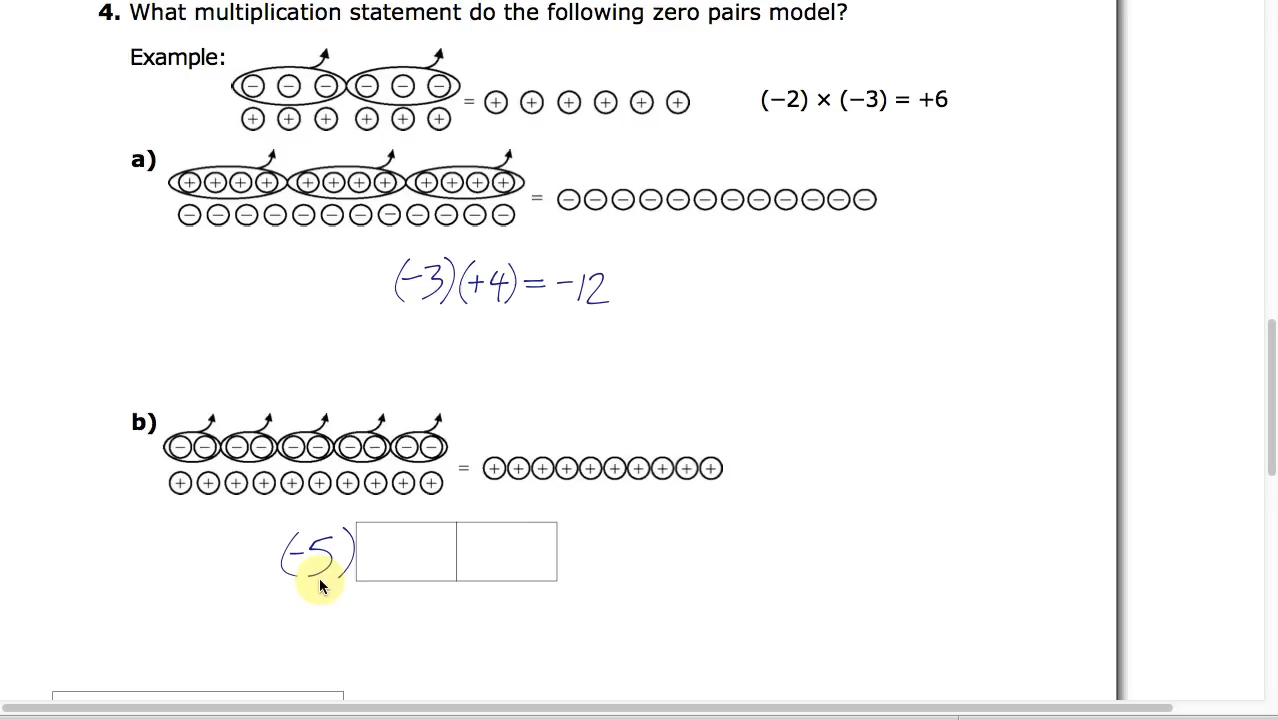 4. What multiplication statement do the following zero pairs model?
Example:
− − − − − −
+ + + + + +
= + + + + + +
(−2) × (−3) = +6
a)
+ + + + + + + + + + + +
− − − − − − − − − − − −
= − − − − − − − − − − − −
(−3)(+4) = −12
b)
− − − − − − − − − −
+ + + + + + + + + +
= + + + + + + + + + +
(−5)